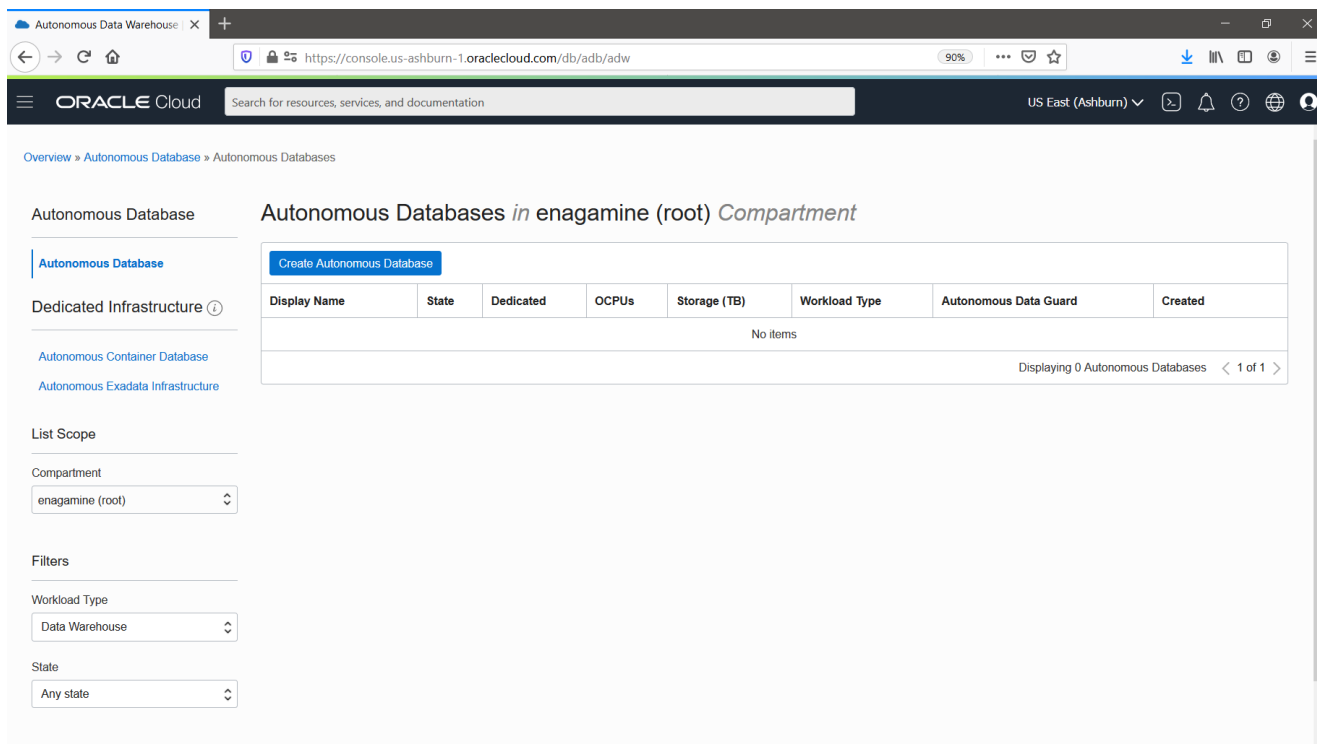 Autonomous Data Warehouse
https://console.us-ashburn-1.oraclecloud.com/db/adb/adw
90%
ORACLE Cloud
Search for resources, services, and documentation
US East (Ashburn)
Overview » Autonomous Database » Autonomous Databases
Autonomous Database
Autonomous Database
Dedicated Infrastructure
Autonomous Container Database
Autonomous Exadata Infrastructure
List Scope
Compartment
enagamine (root)
Filters
Workload Type
Data Warehouse
State
Any state
Autonomous Databases in enagamine (root) Compartment
Create Autonomous Database
Display Name State Dedicated OCPUs Storage (TB) Workload Type Autonomous Data Guard Created
No items
Displaying 0 Autonomous Databases < 1 of 1 >